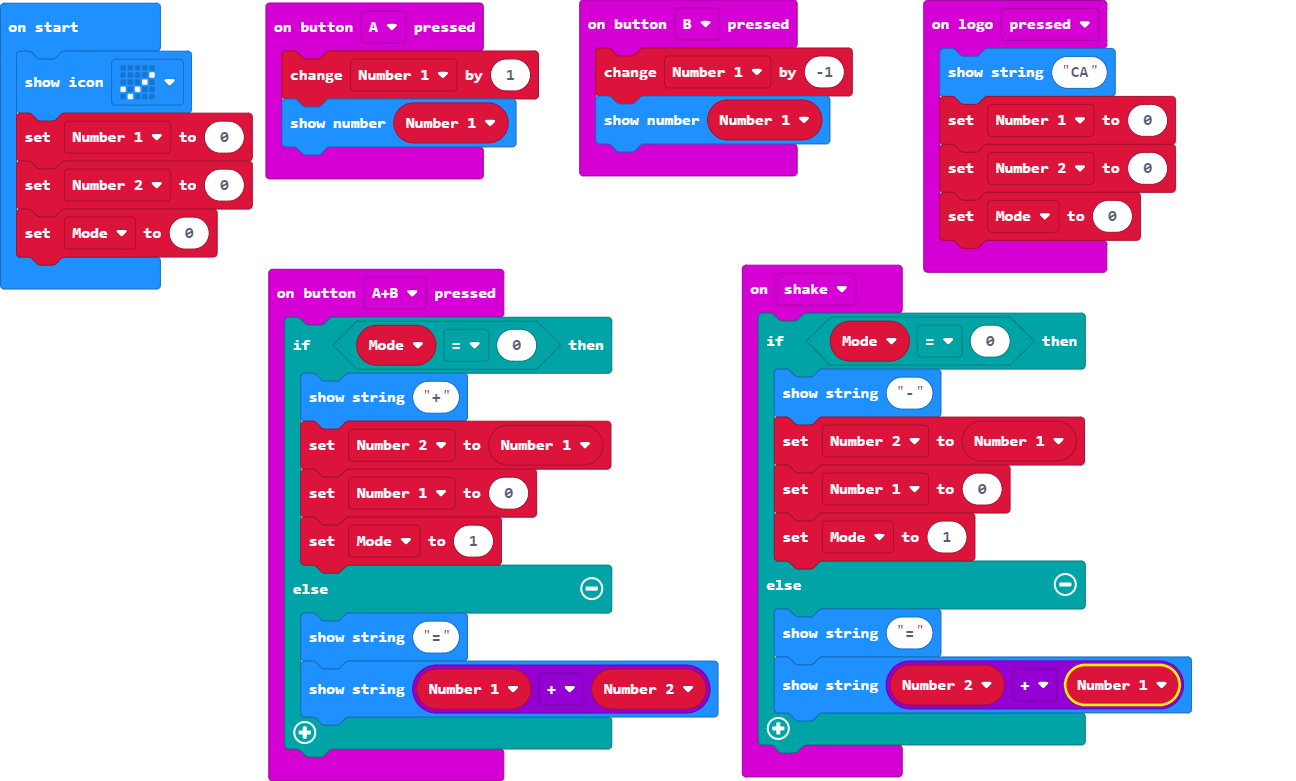 on start
show icon
set Number 1 to 0
set Number 2 to 0
set Mode to 0
on button A pressed
change Number 1 by 1
show number Number 1
on button B pressed
change Number 1 by -1
show number Number 1
on logo pressed
show string "CA"
set Number 1 to 0
set Number 2 to 0
set Mode to 0
on button A+B pressed
if Mode = 0 then
show string "+"
set Number 2 to Number 1
set Number 1 to 0
set Mode to 1
else
show string "="
show string Number 1 + Number 2
on shake
if Mode = 0 then
show string "-"
set Number 2 to Number 1
set Number 1 to 0
set Mode to 1
else
show string "="
show string Number 2 + Number 1